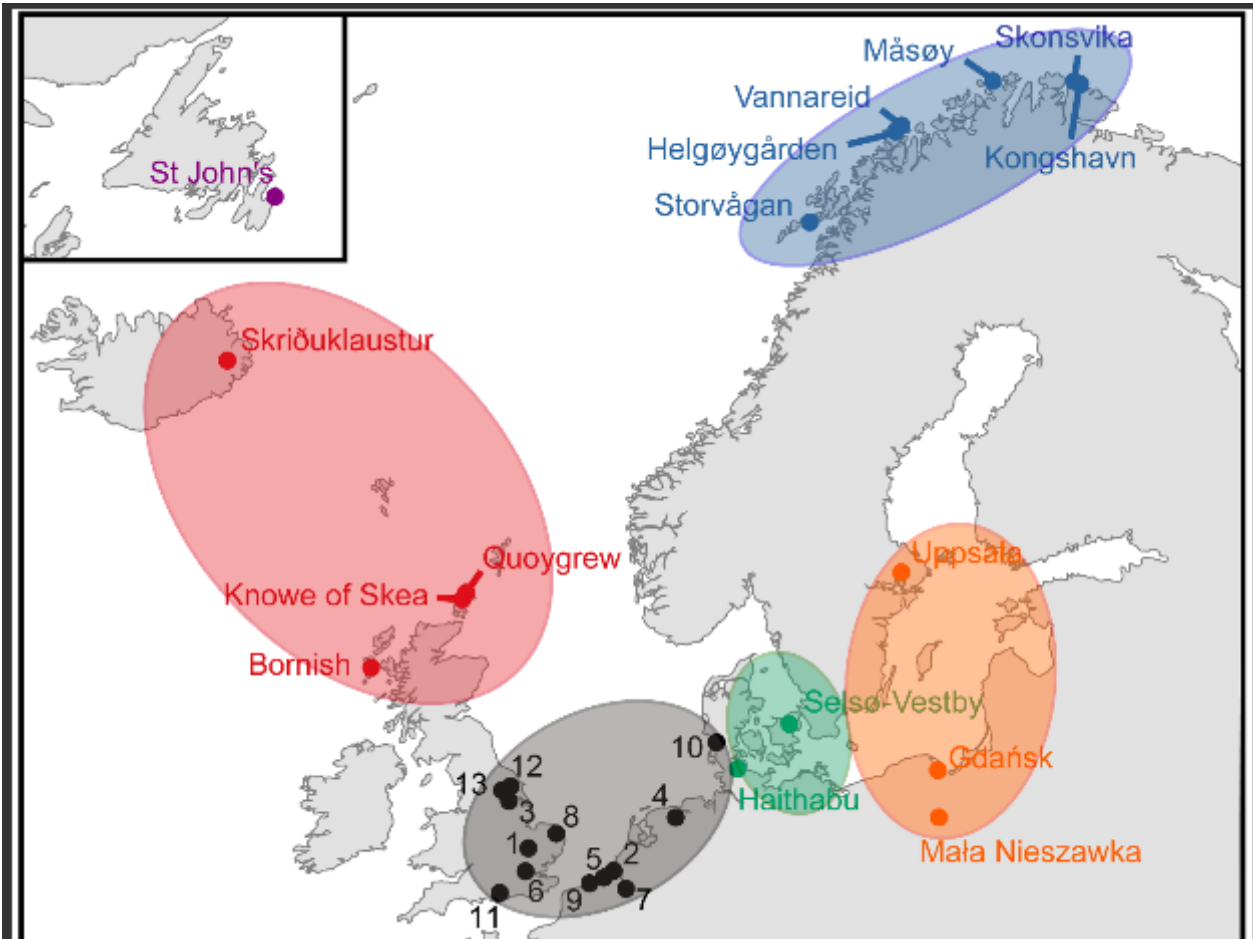 Skonsvika
Måsøy
Vannareid
Helgøygården
Kongshavn
St John's
Storvågan
Skriðuklaustur
Quoygrew
Uppsala
Knowe of Skea
Bornish
Selsø-Vestby
10
Gdańsk
12
13
Haithabu
4
3
8
1
Mała Nieszawka
5
2
6
9
7
11